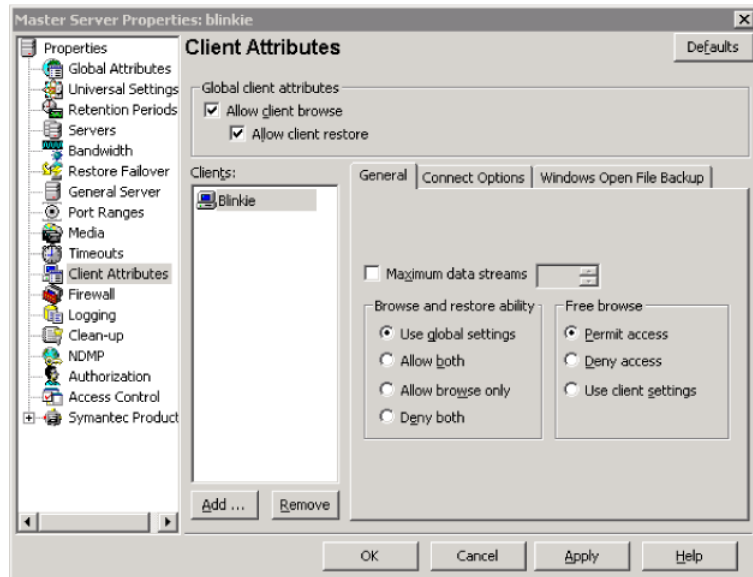 Master Server Properties: blinkie
Properties
Global Attributes
Universal Settings
Retention Periods
Servers
Bandwidth
Restore Failover
General Server
Port Ranges
Media
Timeouts
Client Attributes
Firewall
Logging
Clean-up
NDMP
Authorization
Access Control
Symantec Product
Client Attributes
Defaults
Global client attributes
Allow client browse
Allow client restore
Clients:
Blinkie
Add ...
Remove
General
Connect Options
Windows Open File Backup
Maximum data streams
Browse and restore ability
Use global settings
Allow both
Allow browse only
Deny both
Free browse
Permit access
Deny access
Use client settings
OK
Cancel
Apply
Help